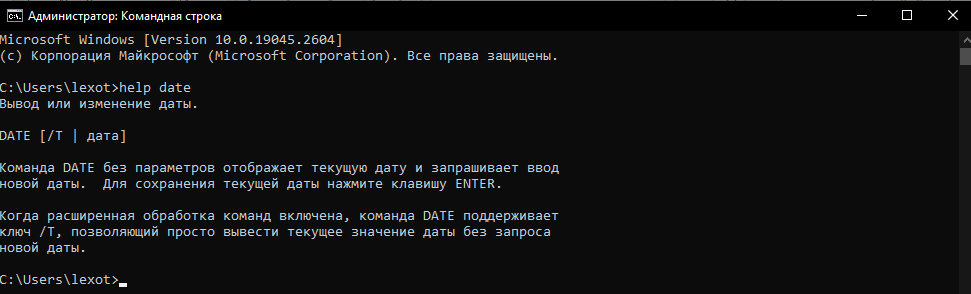 Администратор: Командная строка
Microsoft Windows [Version 10.0.19045.2604]
(c) Корпорация Майкрософт (Microsoft Corporation). Все права защищены.
C:\Users\lexot>help date
Вывод или изменение даты.
DATE [/T | дата]
Команда DATE без параметров отображает текущую дату и запрашивает ввод
новой даты.  Для сохранения текущей даты нажмите клавишу ENTER.
Когда расширенная обработка команд включена, команда DATE поддерживает
ключ /T, позволяющий просто вывести текущее значение даты без запроса
новой даты.
C:\Users\lexot>